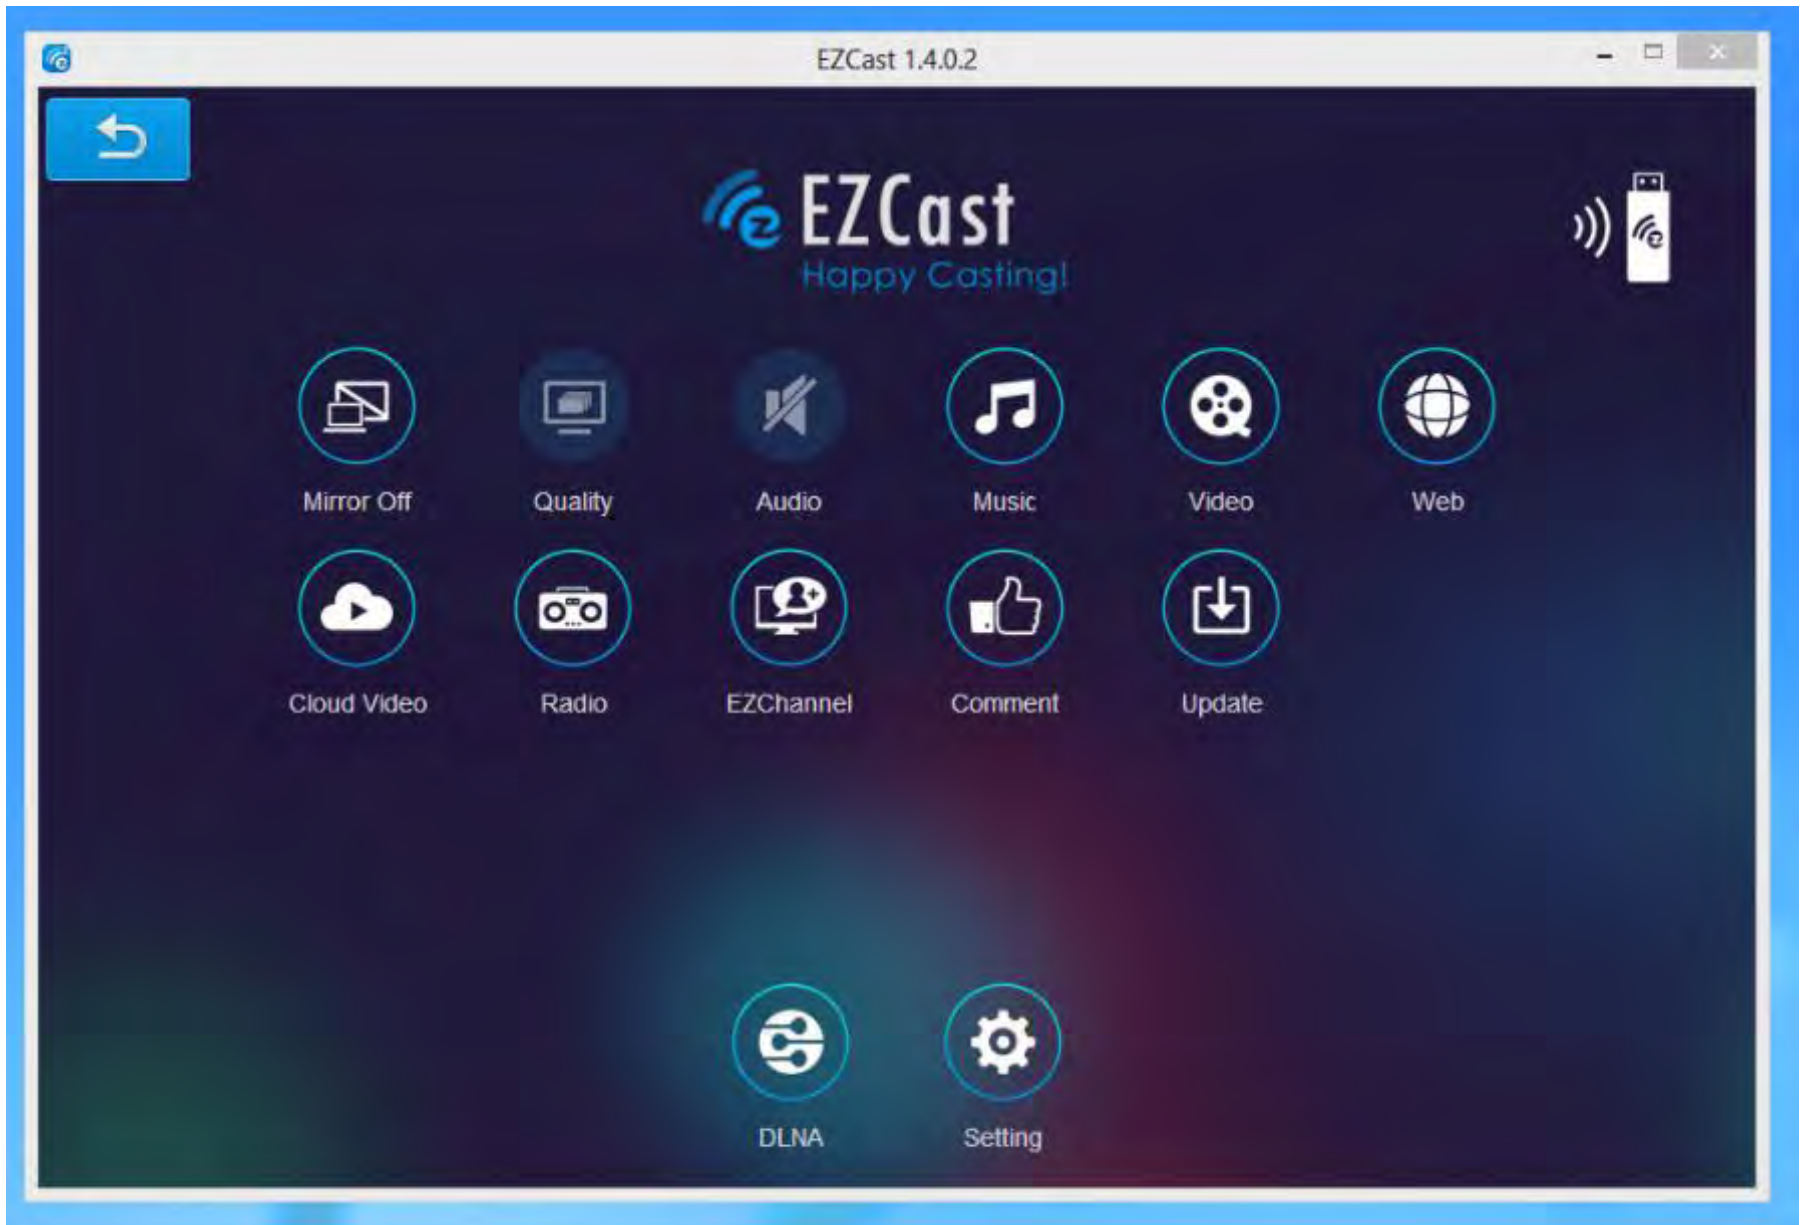 EZCast 1.4.0.2
EZCast
Happy Casting!
Mirror Off
Quality
Audio
Music
Video
Web
Cloud Video
Radio
EZChannel
Comment
Update
DLNA
Setting